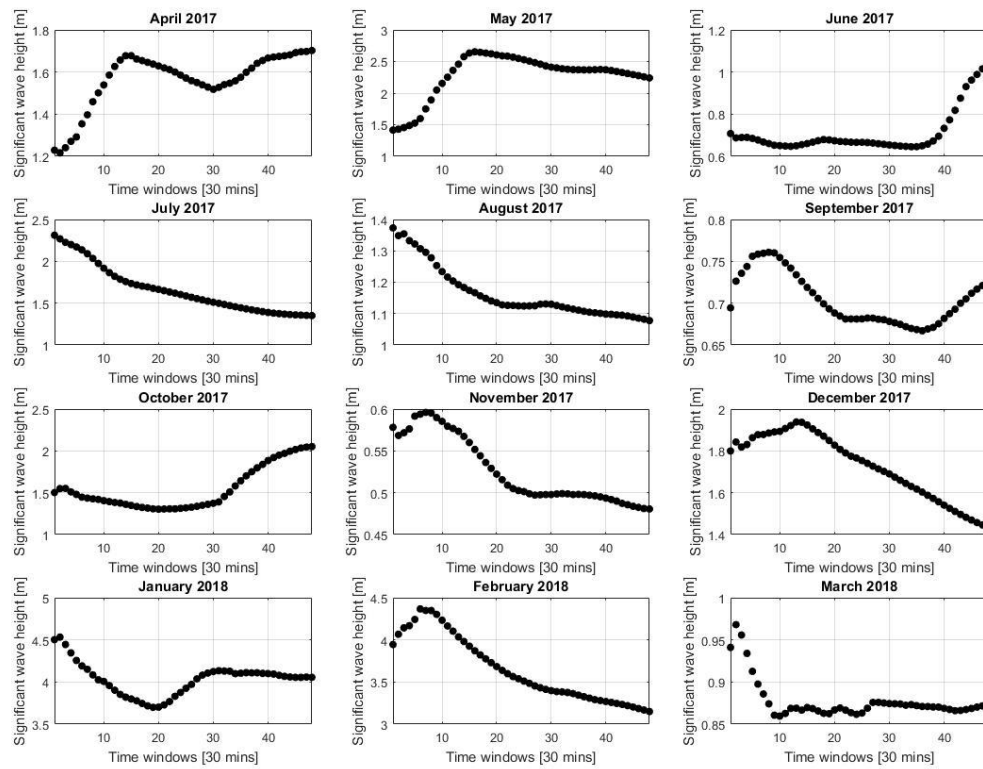 April 2017
Significant wave height [m]
1.8
1.6
1.4
1.2
10 20 30 40
Time windows [30 mins]
May 2017
Significant wave height [m]
3
2.5
2
1.5
1
10 20 30 40
Time windows [30 mins]
June 2017
Significant wave height [m]
1.2
1
0.8
0.6
10 20 30 40
Time windows [30 mins]
July 2017
Significant wave height [m]
2.5
2
1.5
1
10 20 30 40
Time windows [30 mins]
August 2017
Significant wave height [m]
1.4
1.3
1.2
1.1
1
10 20 30 40
Time windows [30 mins]
September 2017
Significant wave height [m]
0.8
0.75
0.7
0.65
10 20 30 40
Time windows [30 mins]
October 2017
Significant wave height [m]
2.5
2
1.5
1
10 20 30 40
Time windows [30 mins]
November 2017
Significant wave height [m]
0.6
0.55
0.5
0.45
10 20 30 40
Time windows [30 mins]
December 2017
Significant wave height [m]
2
1.8
1.6
1.4
10 20 30 40
Time windows [30 mins]
January 2018
Significant wave height [m]
5
4.5
4
3.5
10 20 30 40
Time windows [30 mins]
February 2018
Significant wave height [m]
4.5
4
3.5
3
10 20 30 40
Time windows [30 mins]
March 2018
Significant wave height [m]
1
0.95
0.9
0.85
10 20 30 40
Time windows [30 mins]